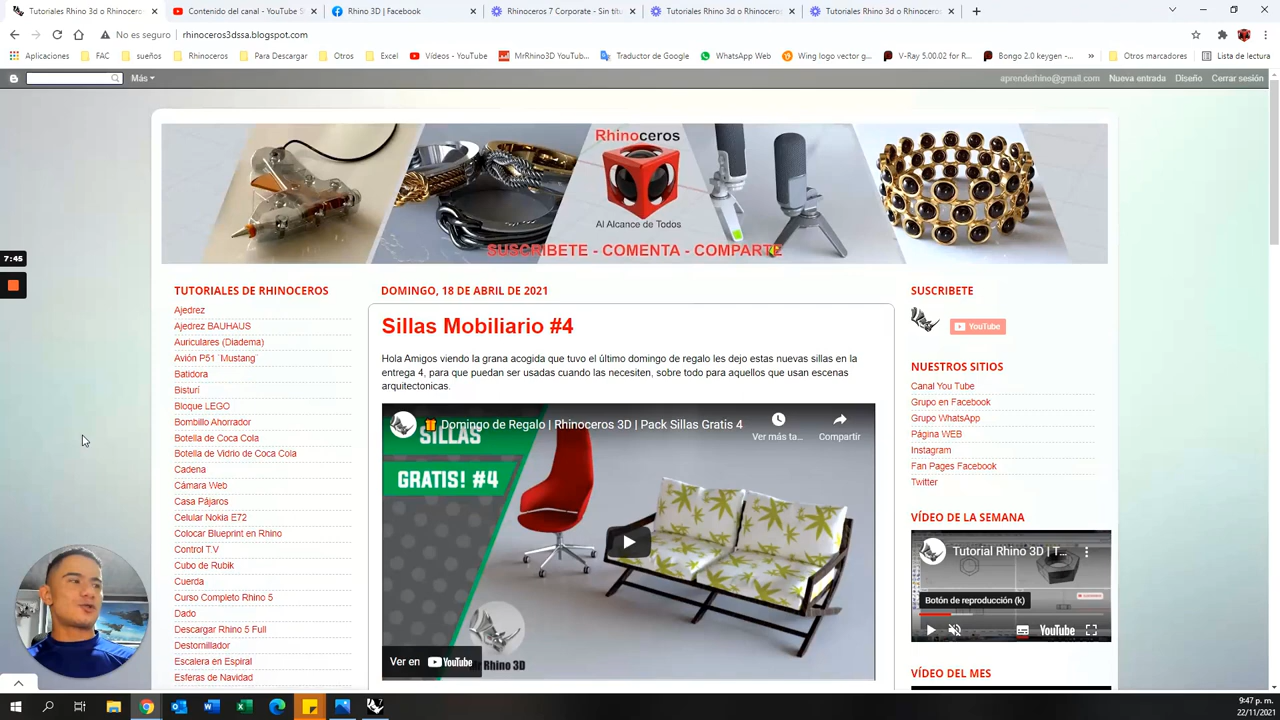 Tutoriales Rhino 3d o Rinoceronc
Contenido del canal - YouTube S
Rhino 3D | Facebook
Rhinoceros 7 Corporate - Sin títu
Tutoriales Rhino 3d o Rinoceronc
Tutoriales Rhino 3d o Rinoceronc
No es seguro | rhinoceros3dssa.blogspot.com
Aplicaciones FAC sueños Rhinoceros Para Descargar Otros Excel Vídeos - YouTube MrRhino3D YouTube... Traductor de Google WhatsApp Web Wing logo vector g... V-Ray 5.00.02 for R... Bongo 2.0 keygen -... Otros marcadores Lista de lectura
Más
aprenderhino@gmail.com Nueva entrada Diseño Cerrar sesión
Rhinoceros
Al Alcance de Todos
SUSCRIBETE - COMENTA - COMPARTE
7:45
TUTORIALES DE RHINOCEROS
Ajedrez
Ajedrez BAUHAUS
Auriculares (Diadema)
Avión P51 ¨Mustang¨
Batidora
Bisturí
Bloque LEGO
Bombillo Ahorrador
Botella de Coca Cola
Botella de Vidrio de Coca Cola
Cadena
Cámara Web
Casa Pájaros
Celular Nokia E72
Colocar Blueprint en Rhino
Control T.V
Cubo de Rubik
Cuerda
Curso Completo Rhino 5
Dado
Descargar Rhino 5 Full
Destornillador
Escalera en Espiral
Esferas de Navidad
DOMINGO, 18 DE ABRIL DE 2021
Sillas Mobiliario #4
Hola Amigos viendo la grana acogida que tuvo el último domingo de regalo les dejo estas nuevas sillas en la
entrega 4, para que puedan ser usadas cuando las necesiten, sobre todo para aquellos que usan escenas
arquitectonicas.
Domingo de Regalo | Rhinoceros 3D | Pack Sillas Gratis 4
Ver más ta...
Compartir
SILLAS
GRATIS! #4
Ver en YouTube
Rhino 3D
SUSCRIBETE
YouTube
NUESTROS SITIOS
Canal You Tube
Grupo en Facebook
Grupo WhatsApp
Página WEB
Instagram
Fan Pages Facebook
Twitter
VÍDEO DE LA SEMANA
Tutorial Rhino 3D | T...
Botón de reproducción (k)
YouTube
VÍDEO DEL MES
9:47 p. m.
22/11/2021